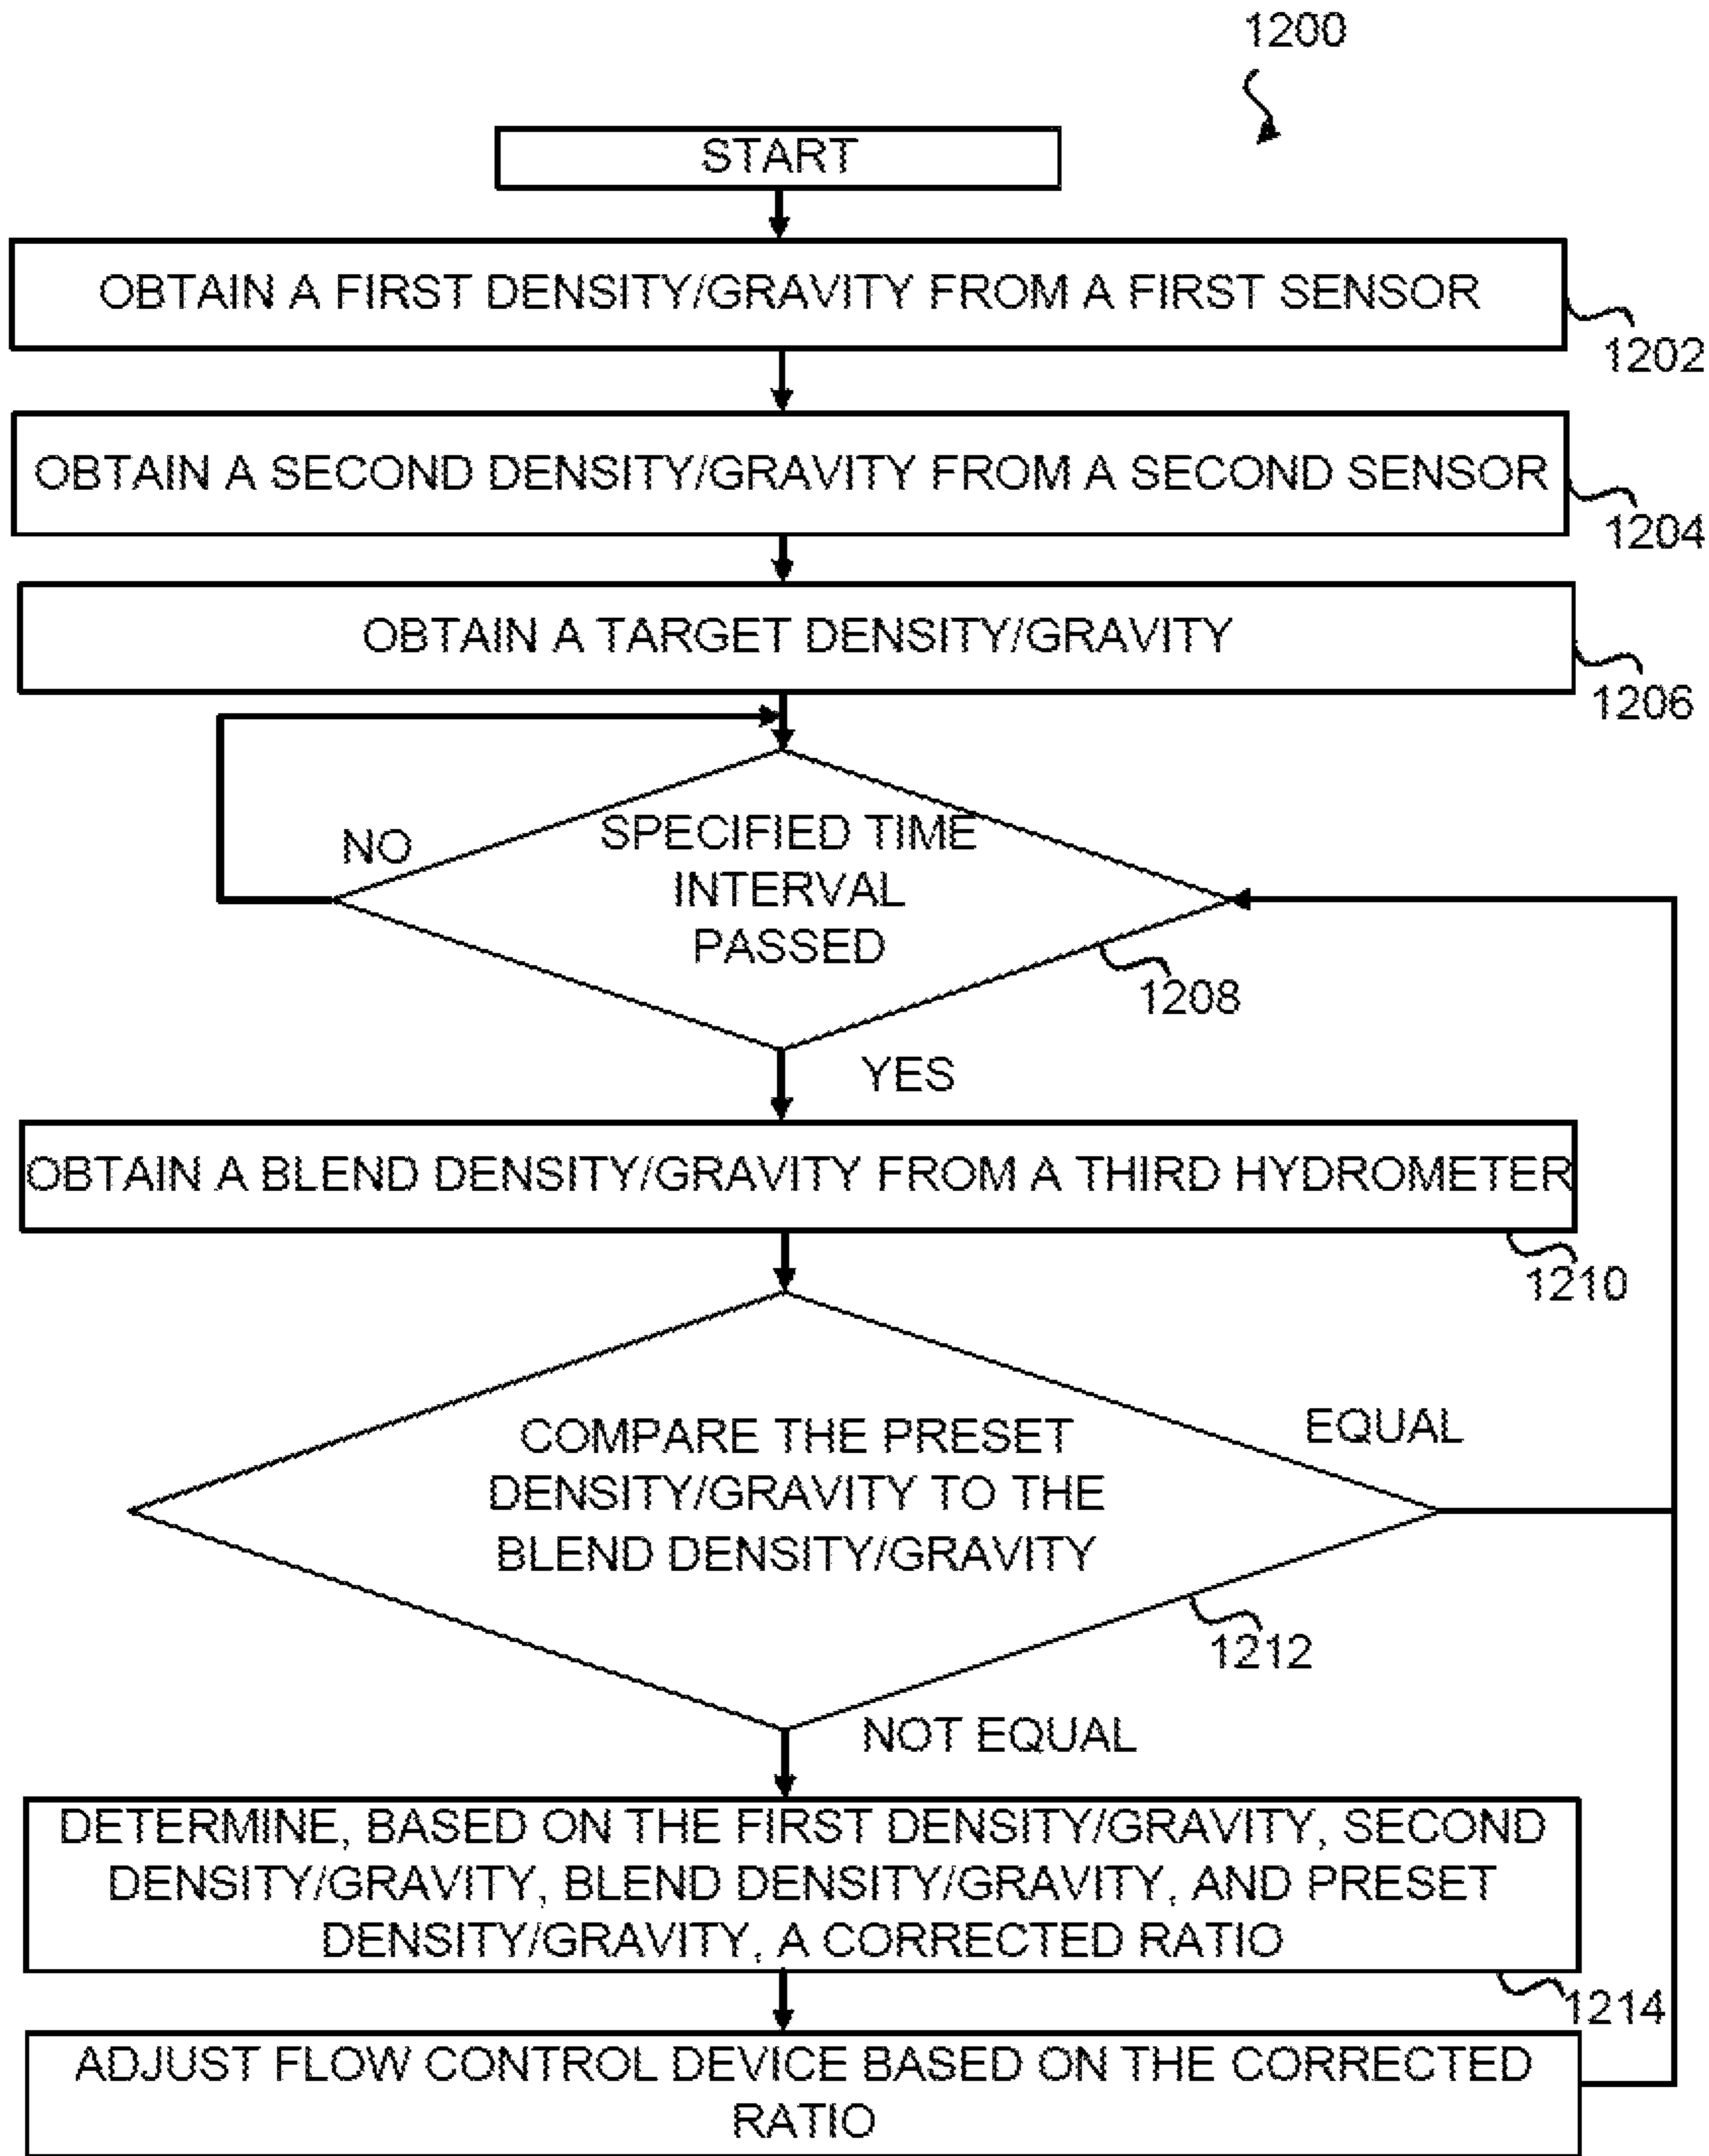 1200
START
OBTAIN A FIRST DENSITY/GRAVITY FROM A FIRST SENSOR
1202
OBTAIN A SECOND DENSITY/GRAVITY FROM A SECOND SENSOR
1204
OBTAIN A TARGET DENSITY/GRAVITY
1206
NO
SPECIFIED TIME
INTERVAL
PASSED
1208
YES
OBTAIN A BLEND DENSITY/GRAVITY FROM A THIRD HYDROMETER
1210
COMPARE THE PRESET
DENSITY/GRAVITY TO THE
BLEND DENSITY/GRAVITY
EQUAL
1212
NOT EQUAL
DETERMINE, BASED ON THE FIRST DENSITY/GRAVITY, SECOND
DENSITY/GRAVITY, BLEND DENSITY/GRAVITY, AND PRESET
DENSITY/GRAVITY, A CORRECTED RATIO
1214
ADJUST FLOW CONTROL DEVICE BASED ON THE CORRECTED
RATIO